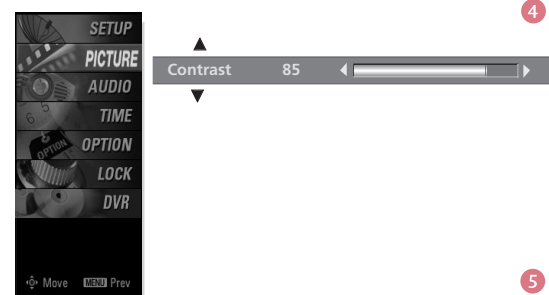 4
SETUP
PICTURE
AUDIO
TIME
OPTION
LOCK
DVR
Contrast 85
Move MENU Prev
5